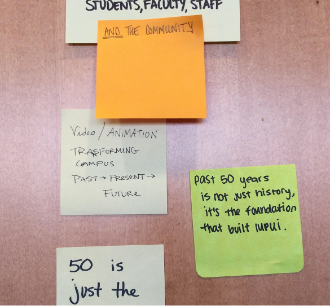 STUDENTS, FACULTY, STAFF
AND THE COMMUNITY
Video / ANIMATION
TRASFORMING
CAMPUS
PAST → PRESENT →
FUTURE
Past 50 years
is not just history,
it's the foundation
that built IUPUI.
50 is
just the